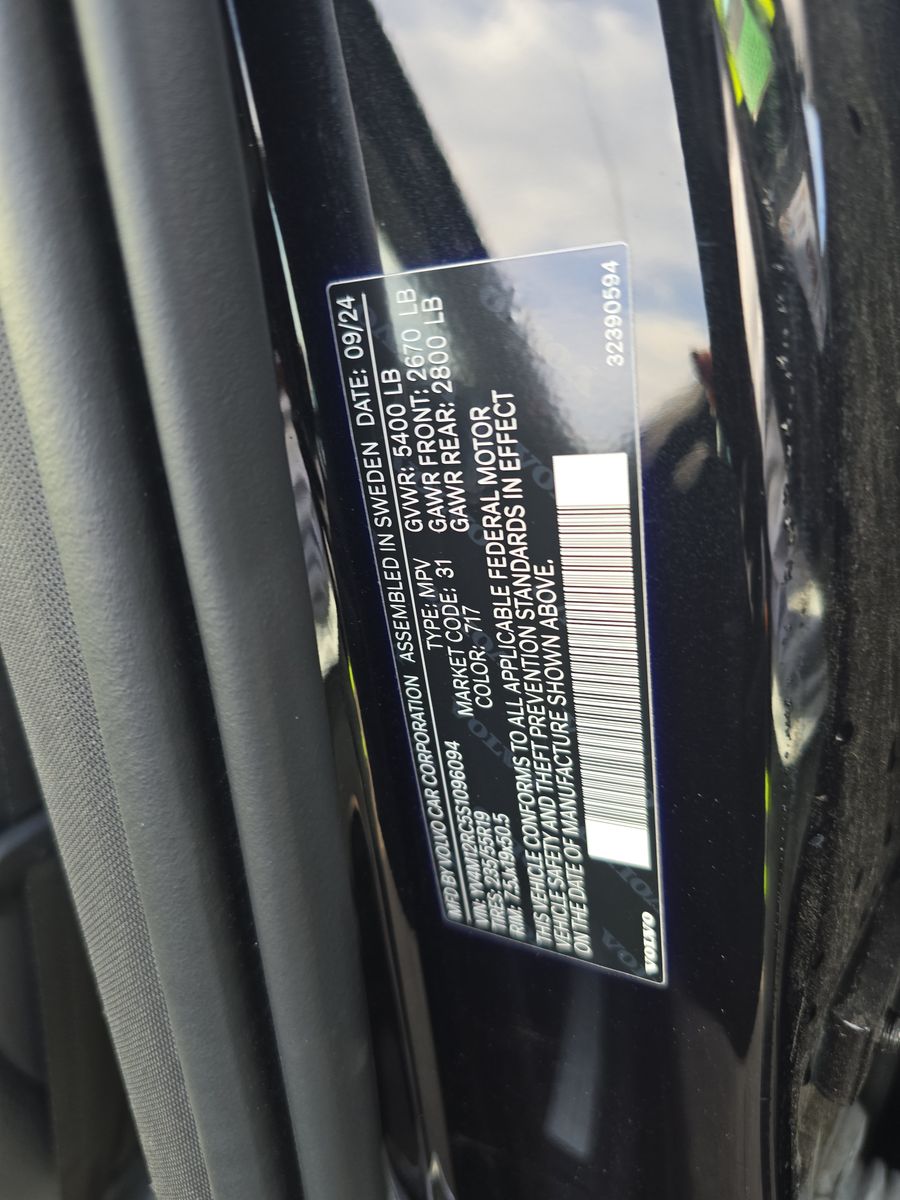 MFD BY VOLVO CAR CORPORATION ASSEMBLED IN SWEDEN DATE: 09/24
VIN: YV4M12RC5S1096094 TYPE: MPV GVWR: 5400 LB
TIRES: 235/55R19 MARKET CODE: 31 GAWR FRONT: 2670 LB
RIM: 7.5Jx19x50.5 COLOR: 717 GAWR REAR: 2800 LB
THIS VEHICLE CONFORMS TO ALL APPLICABLE FEDERAL MOTOR
VEHICLE SAFETY AND THEFT PREVENTION STANDARDS IN EFFECT
ON THE DATE OF MANUFACTURE SHOWN ABOVE.
VOLVO 32390594